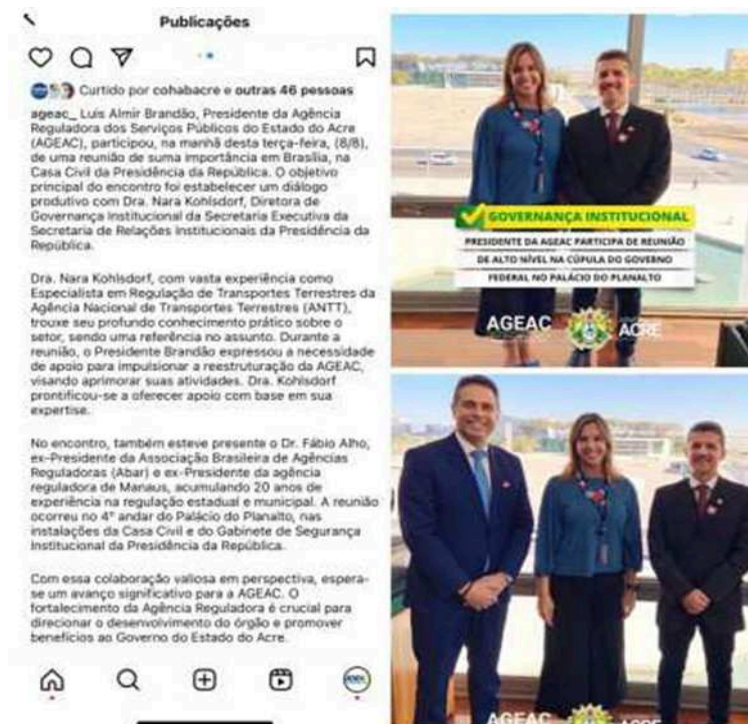 Publicações
Curtido por cohabacre e outras 46 pessoas
ageac_ Luís Almir Brandão, Presidente da Agência
Reguladora dos Serviços Públicos do Estado do Acre
(AGEAC), participou, na manhã desta terça-feira, (8/8),
de uma reunião de suma importância em Brasília, na
Casa Civil da Presidência da República. O objetivo
principal do encontro foi estabelecer um diálogo
produtivo com Dra. Nara Kohlsdorf, Diretora de
Governança Institucional da Secretaria Executiva da
Secretaria de Relações Institucionais da Presidência da
República.
Dra. Nara Kohlsdorf, com vasta experiência como
Especialista em Regulação de Transportes Terrestres da
Agência Nacional de Transportes Terrestres (ANTT),
trouxe seu profundo conhecimento prático sobre o
setor, sendo uma referência no assunto. Durante a
reunião, o Presidente Brandão expressou a necessidade
de apoio para impulsionar a reestruturação da AGEAC,
visando aprimorar suas atividades. Dra. Kohlsdorf
prontificou-se a oferecer apoio com base em sua
expertise.
No encontro, também esteve presente o Dr. Fábio Alho,
ex-Presidente da Associação Brasileira de Agências
Reguladoras (Abar) e ex-Presidente da agência
reguladora de Manaus, acumulando 20 anos de
experiência na regulação estadual e municipal. A reunião
ocorreu no 4º andar do Palácio do Planalto, nas
instalações da Casa Civil e do Gabinete de Segurança
Institucional da Presidência da República.
Com essa colaboração valiosa em perspectiva, espera-
se um avanço significativo para a AGEAC. O
fortalecimento da Agência Reguladora é crucial para
direcionar o desenvolvimento do órgão e promover
benefícios ao Governo do Estado do Acre.
GOVERNANÇA INSTITUCIONAL
PRESIDENTE DA AGEAC PARTICIPA DE REUNIÃO
DE ALTO NÍVEL NA CÚPULA DO GOVERNO
FEDERAL NO PALÁCIO DO PLANALTO
AGEAC ACRE
AGEAC ACRE